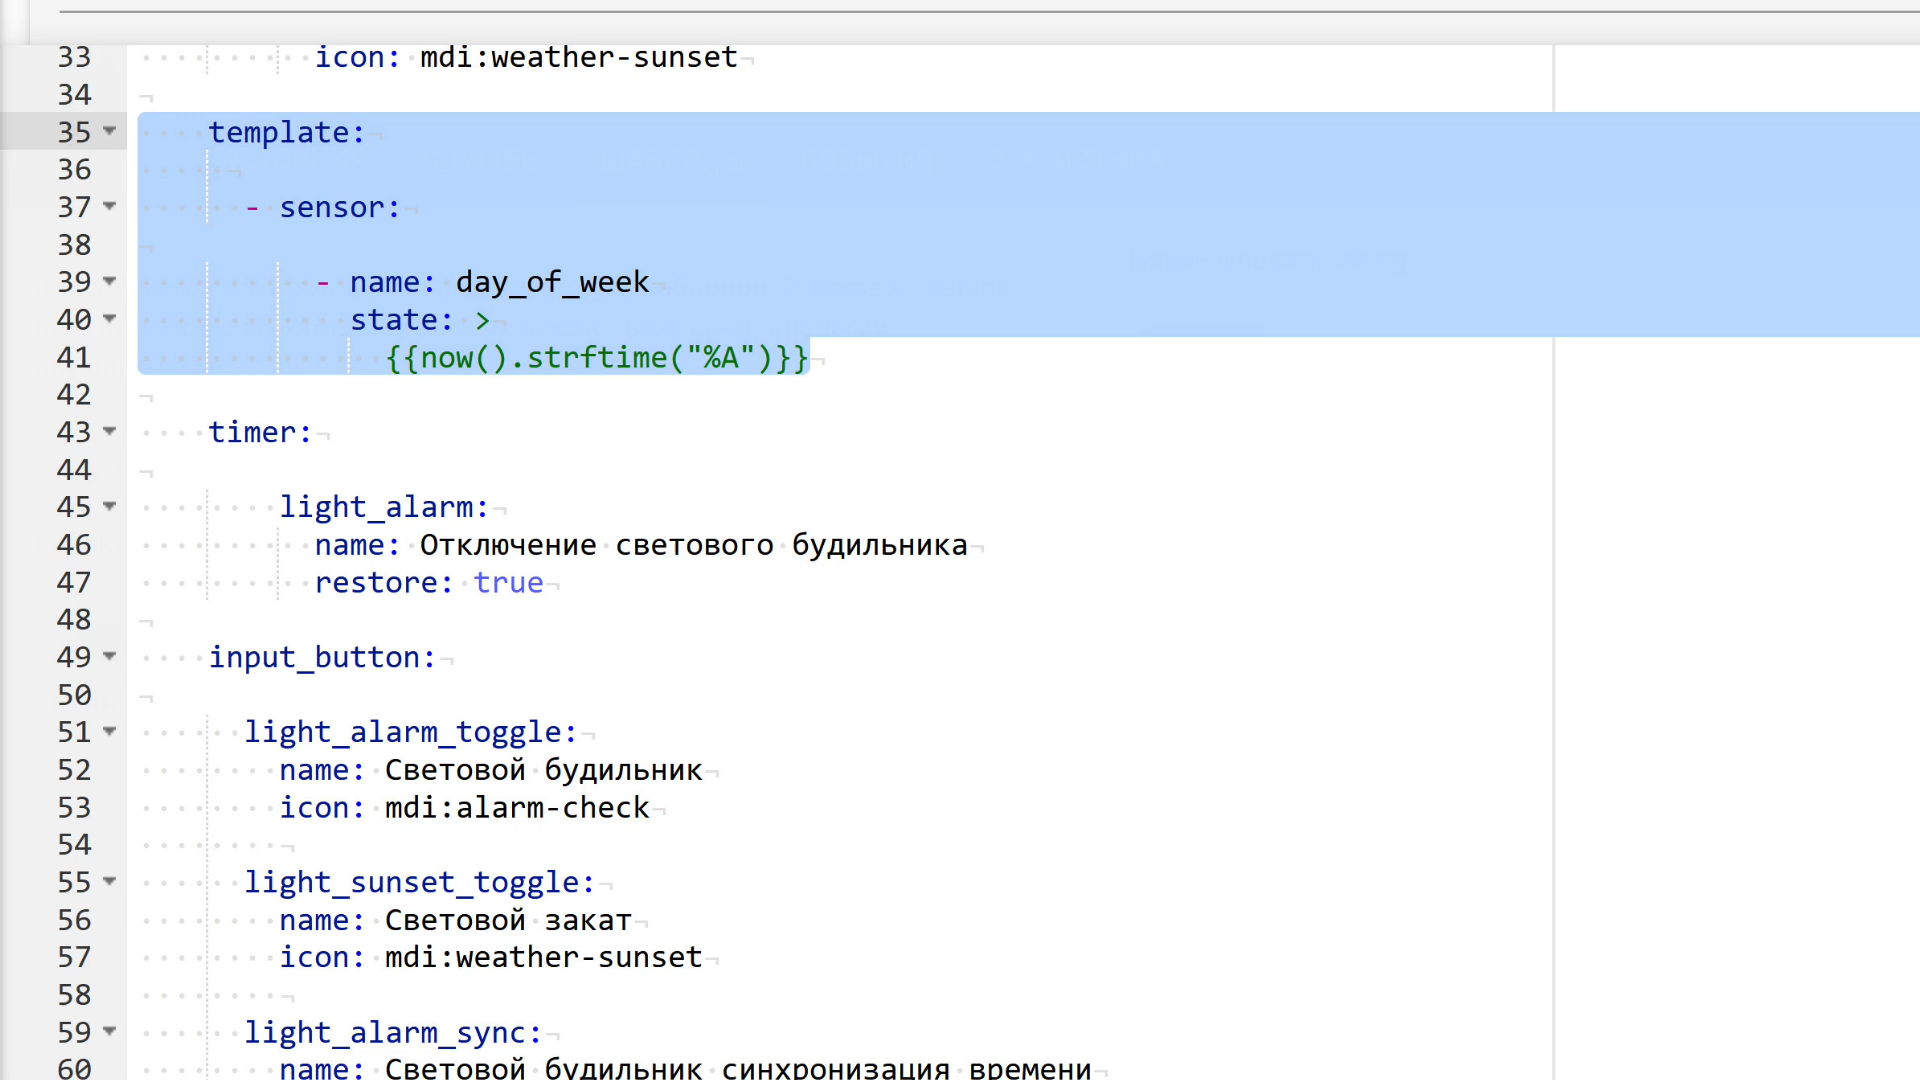 33 icon: mdi:weather-sunset
34
35 template:
36
37 - sensor:
38
39 - name: day_of_week
40 state: >
41 {{now().strftime("%A")}}
42
43 timer:
44
45 light_alarm:
46 name: Отключение светового будильника
47 restore: true
48
49 input_button:
50
51 light_alarm_toggle:
52 name: Световой будильник
53 icon: mdi:alarm-check
54
55 light_sunset_toggle:
56 name: Световой закат
57 icon: mdi:weather-sunset
58
59 light_alarm_sync:
60 name: Световой будильник синхронизация времени